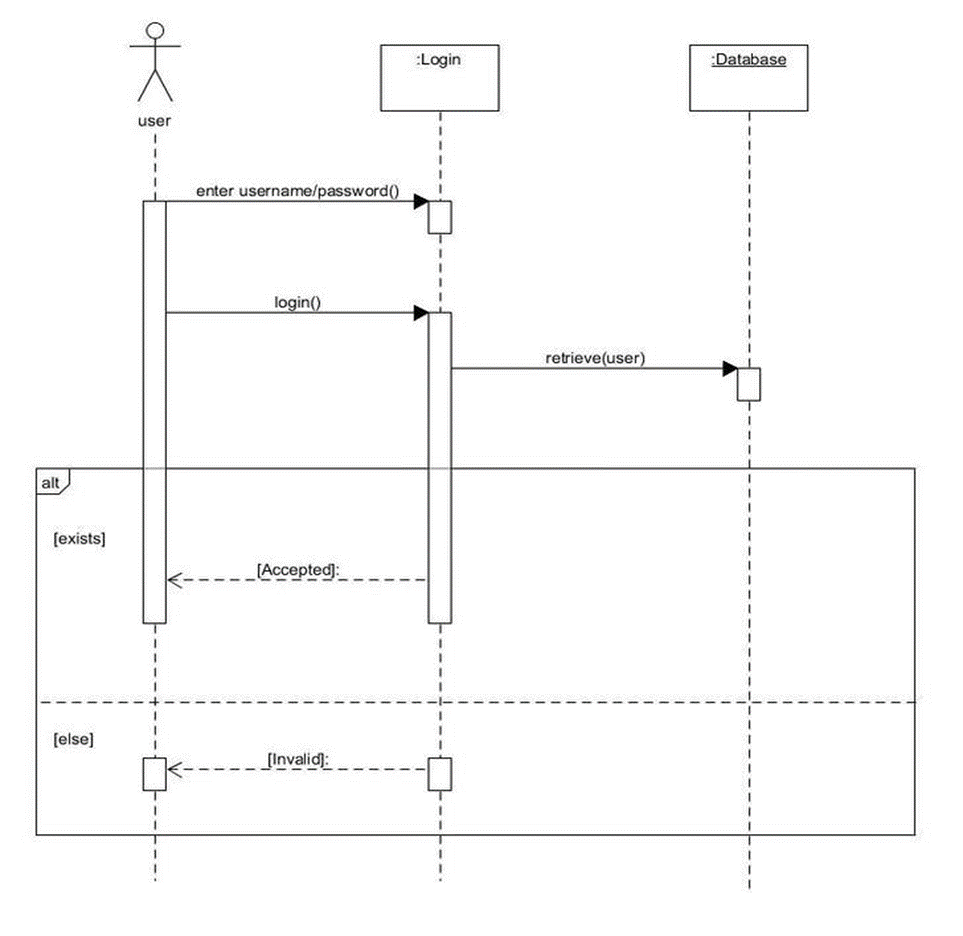 :Login
:Database
user
enter username/password()
login()
retrieve(user)
alt
[exists]
[Accepted]:
[else]
[Invalid]: